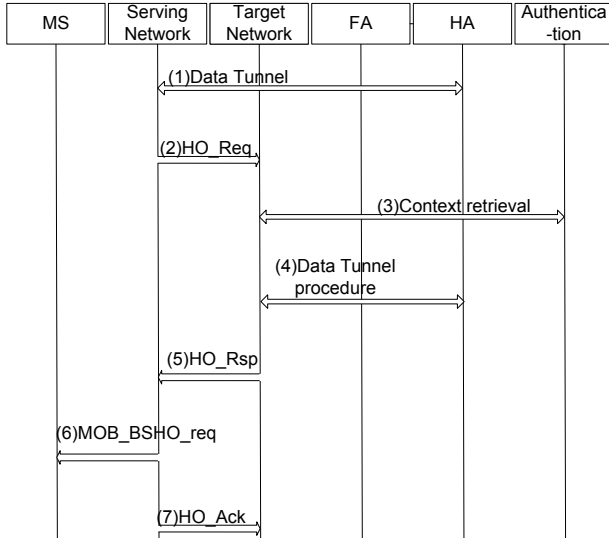 MS
Serving
Network
Target
Network
FA
HA
Authentica
-tion
(1)Data Tunnel
(2)HO_Req
(3)Context retrieval
(4)Data Tunnel
procedure
(5)HO_Rsp
(6)MOB_BSHO_req
(7)HO_Ack